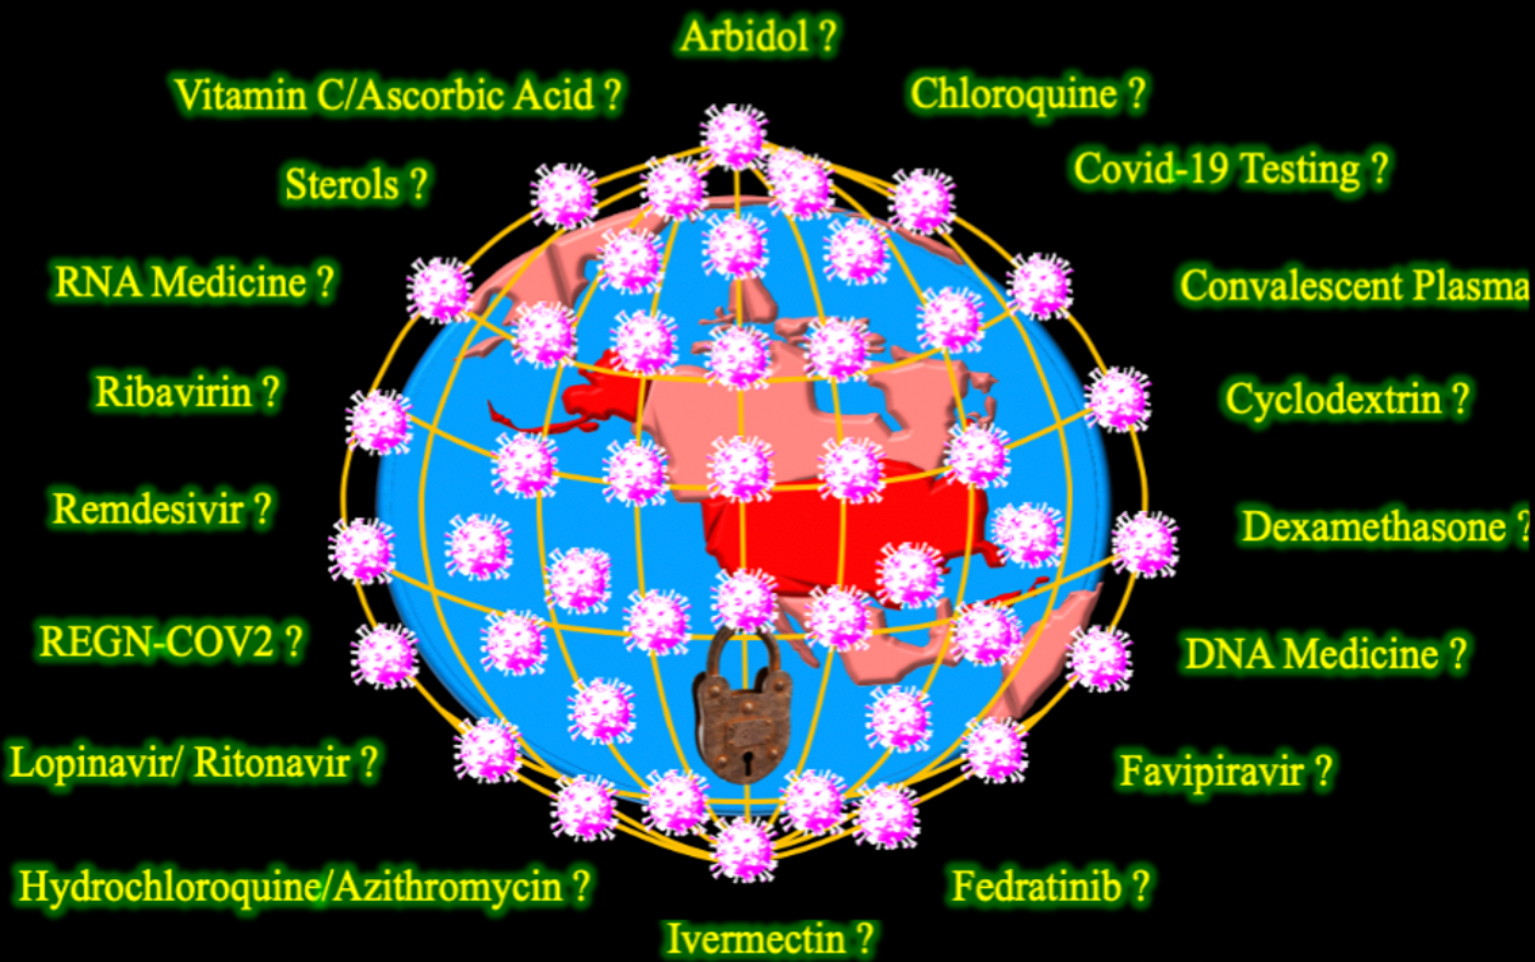 Arbidol ?
Vitamin C/Ascorbic Acid ?
Chloroquine ?
Covid-19 Testing ?
Sterols ?
RNA Medicine ?
Convalescent Plasma
Ribavirin ?
Cyclodextrin ?
Remdesivir ?
Dexamethasone ?
REGN-COV2 ?
DNA Medicine ?
Lopinavir/ Ritonavir ?
Favipiravir ?
Hydrochloroquine/Azithromycin ?
Fedratinib ?
Ivermectin ?